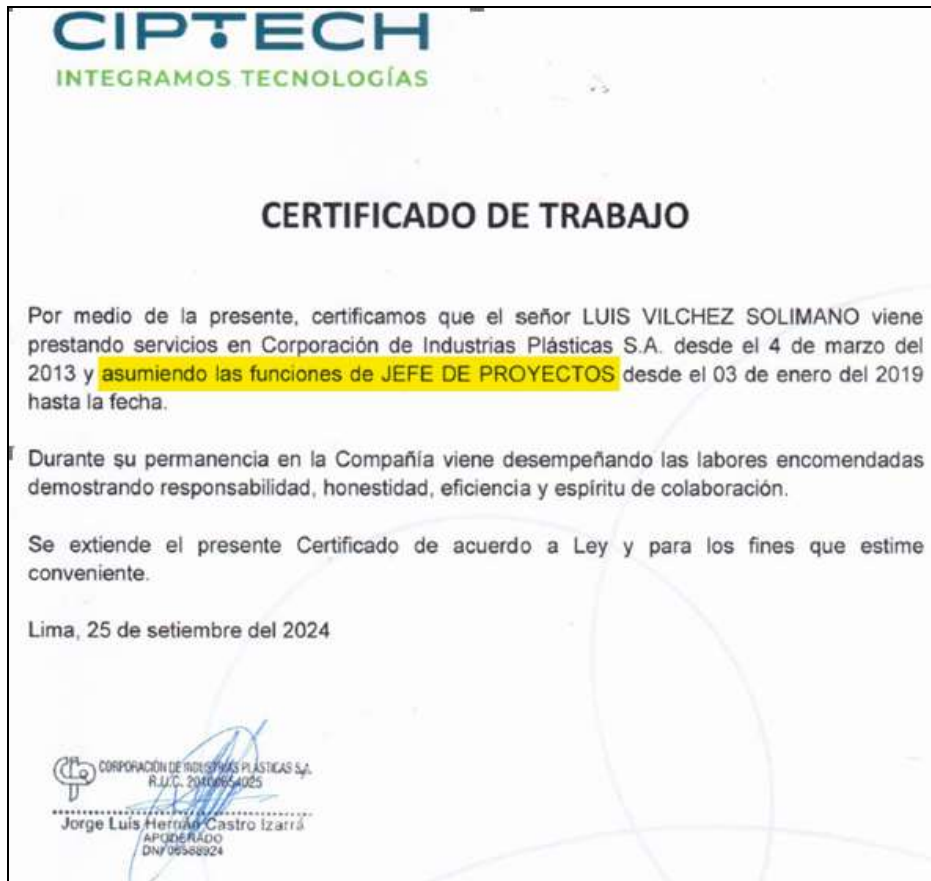 CIPTECH
INTEGRAMOS TECNOLOGÍAS
CERTIFICADO DE TRABAJO
Por medio de la presente, certificamos que el señor LUIS VILCHEZ SOLIMANO viene
prestando servicios en Corporación de Industrias Plásticas S.A. desde el 4 de marzo del
2013 y asumiendo las funciones de JEFE DE PROYECTOS desde el 03 de enero del 2019
hasta la fecha.
Durante su permanencia en la Compañía viene desempeñando las labores encomendadas
demostrando responsabilidad, honestidad, eficiencia y espíritu de colaboración.
Se extiende el presente Certificado de acuerdo a Ley y para los fines que estime
conveniente.
Lima, 25 de setiembre del 2024
CORPORACIÓN DE INDUSTRIAS PLÁSTICAS S.A.
R.U.C.
Jorge Luis Hernán Castro Izarra
APODERADO
DNI